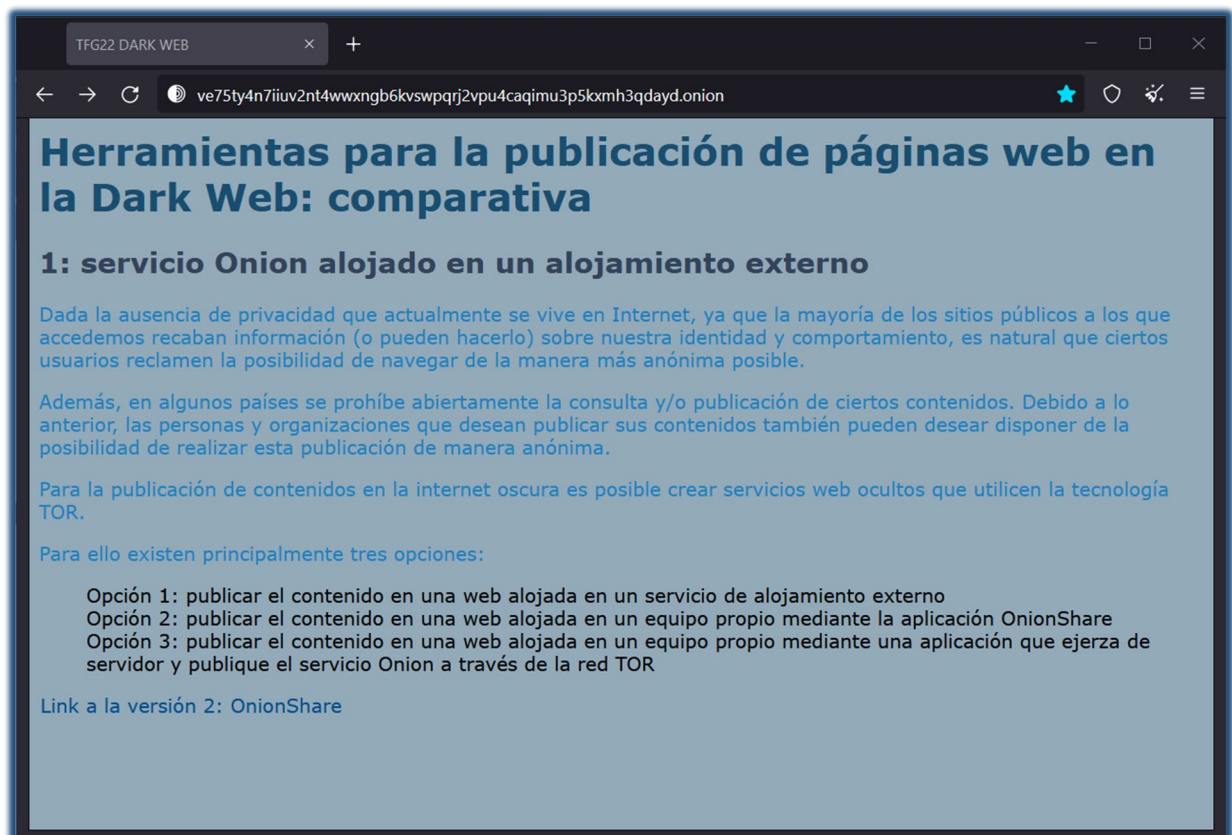 TFG22 DARK WEB
ve75ty4n7iiuv2nt4wwxngb6kvswpqrj2vpu4caqimu3p5kxmh3qdayd.onion
Herramientas para la publicación de páginas web en
la Dark Web: comparativa
1: servicio Onion alojado en un alojamiento externo
Dada la ausencia de privacidad que actualmente se vive en Internet, ya que la mayoría de los sitios públicos a los que
accedemos recaban información (o pueden hacerlo) sobre nuestra identidad y comportamiento, es natural que ciertos
usuarios reclamen la posibilidad de navegar de la manera más anónima posible.
Además, en algunos países se prohíbe abiertamente la consulta y/o publicación de ciertos contenidos. Debido a lo
anterior, las personas y organizaciones que desean publicar sus contenidos también pueden desear disponer de la
posibilidad de realizar esta publicación de manera anónima.
Para la publicación de contenidos en la internet oscura es posible crear servicios web ocultos que utilicen la tecnología
TOR.
Para ello existen principalmente tres opciones:
Opción 1: publicar el contenido en una web alojada en un servicio de alojamiento externo
Opción 2: publicar el contenido en una web alojada en un equipo propio mediante la aplicación OnionShare
Opción 3: publicar el contenido en una web alojada en un equipo propio mediante una aplicación que ejerza de
servidor y publique el servicio Onion a través de la red TOR
Link a la versión 2: OnionShare